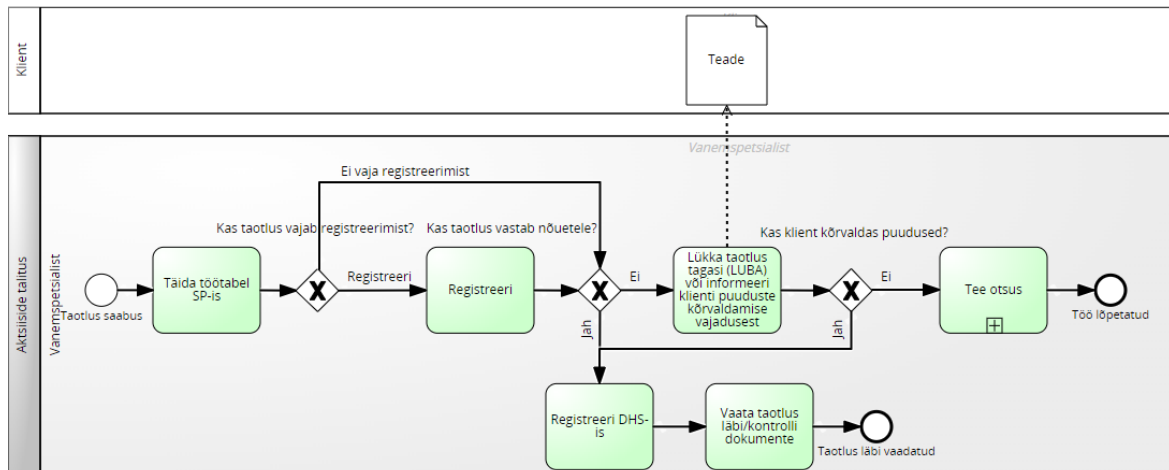 Klient
Teade
Aktsiiside talitus
Vanemspetsialist
Vanemspetsialist
Ei vaja registreerimist
Kas taotlus vajab registreerimist?
Kas taotlus vastab nõuetele?
Kas klient kõrvaldas puudused?
Taotlus saabus
Täida töötabel
SP-is
X
Registreeri
Registreeri
X
Ei
Jah
Lükka taotlus
tagasi (LUBA)
või informeeri
klienti puuduste
kõrvaldamise
vajadusest
X
Ei
Jah
Tee otsus
Töö lõpetatud
Registreeri DHS-
is
Vaata taotlus
läbi/kontrolli
dokumente
Taotlus läbi vaadatud